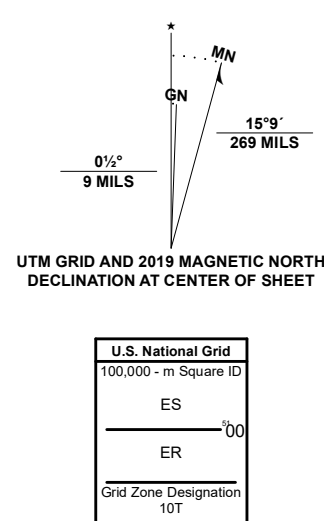 ★
MN
GN
15°9´
269 MILS
0½°
9 MILS
UTM GRID AND 2019 MAGNETIC NORTH
DECLINATION AT CENTER OF SHEET
U.S. National Grid
100,000 - m Square ID
ES
5100
ER
Grid Zone Designation
10T